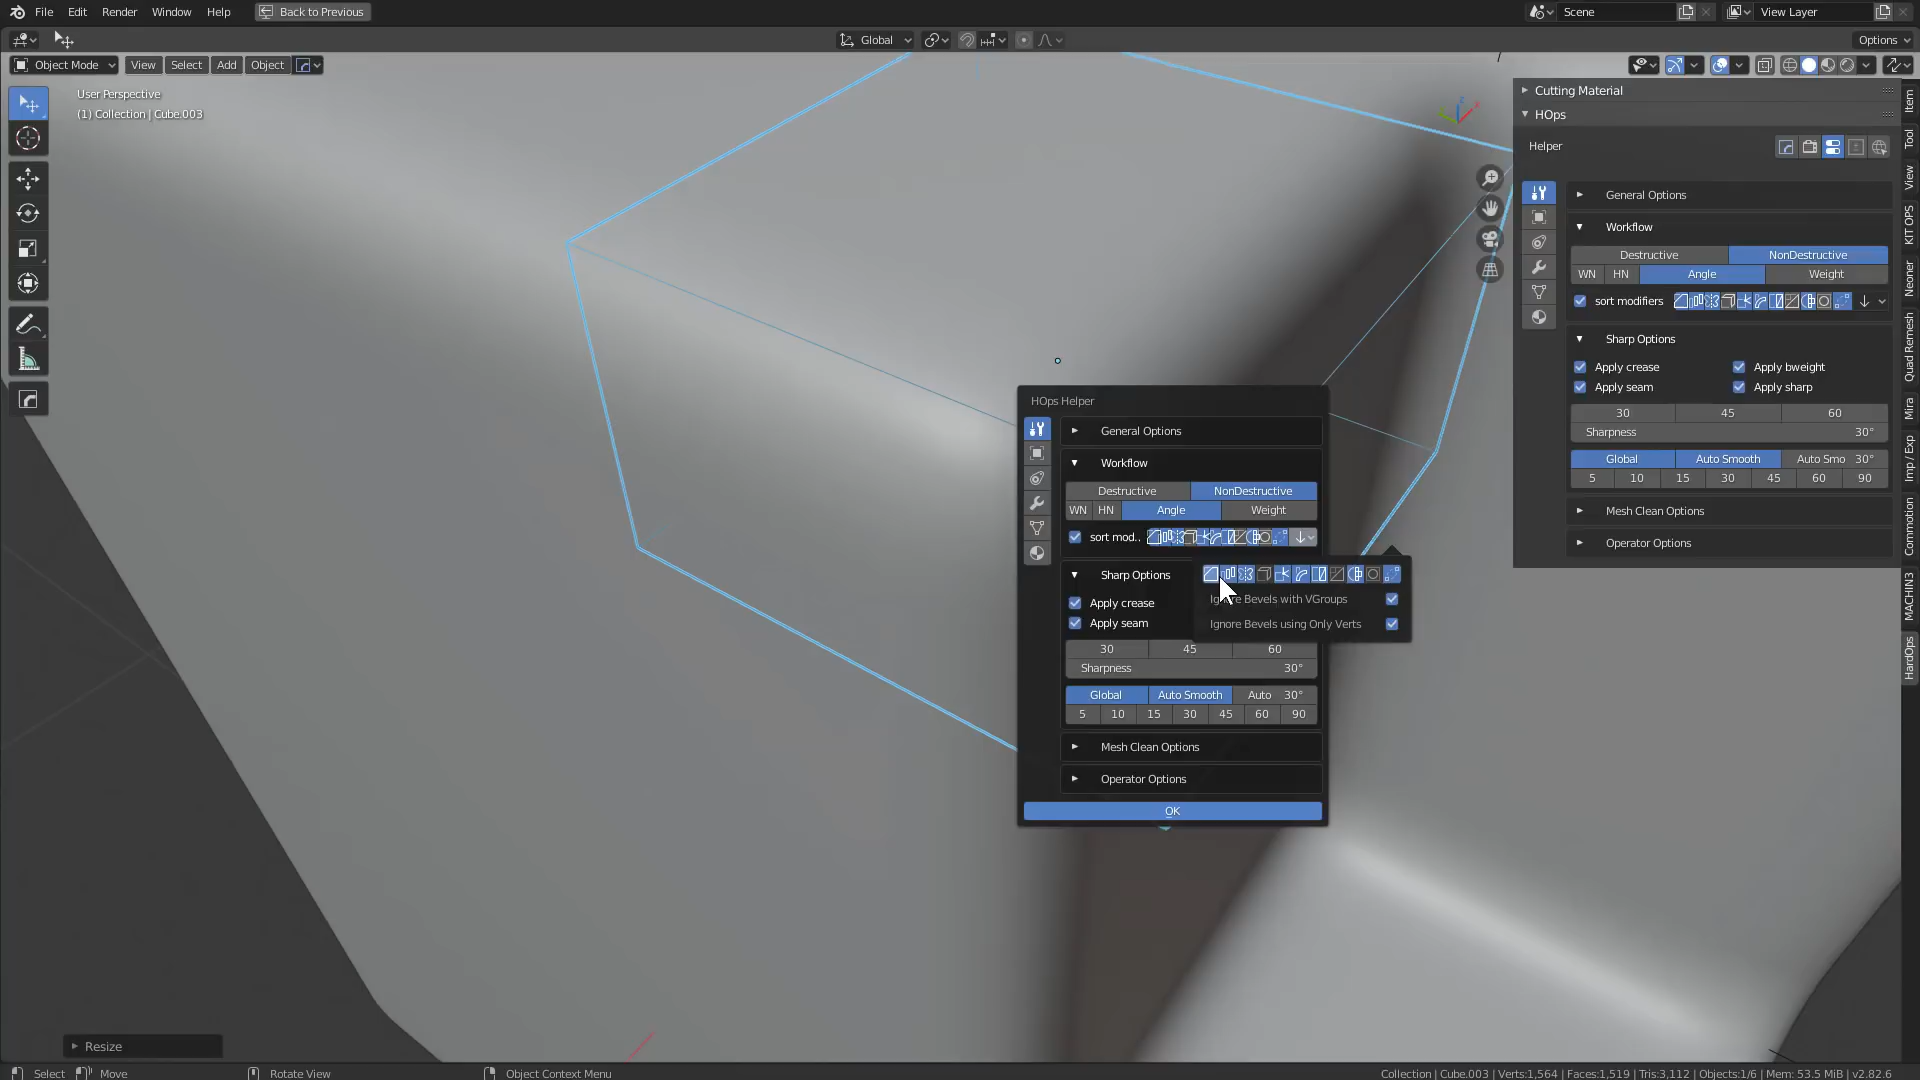 File Edit Render Window Help Back to Previous Scene View Layer
Global Options
Object Mode View Select Add Object
User Perspective
(1) Collection | Cube.003
Cutting Material
HOps
Helper
General Options
Workflow
Destructive NonDestructive
WN HN Angle Weight
sort modifiers
Sharp Options
Apply crease Apply bweight
Apply seam Apply sharp
30 45 60
Sharpness 30°
Global Auto Smooth Auto Smo 30°
5 10 15 30 45 60 90
Mesh Clean Options
Operator Options
Item
Tool
View
KIT OPS
Neoner
Quad Remesh
Mira
Imp / Exp
Commotion
MACHIN3
HardOps
Z
HOps Helper
General Options
Workflow
Destructive NonDestructive
WN HN Angle Weight
sort mod..
Sharp Options
Apply crease
Apply seam
Bevels with VGroups
Ignore Bevels using Only Verts
30 45 60
Sharpness 30°
Global Auto Smooth Auto 30°
5 10 15 30 45 60 90
Mesh Clean Options
Operator Options
OK
Resize
Select Move Rotate View Object Context Menu
Collection | Cube.003 | Verts:1,564 | Faces:1,519 | Tris:3,112 | Objects:1/6 | Mem: 53.5 MiB | v2.82.6